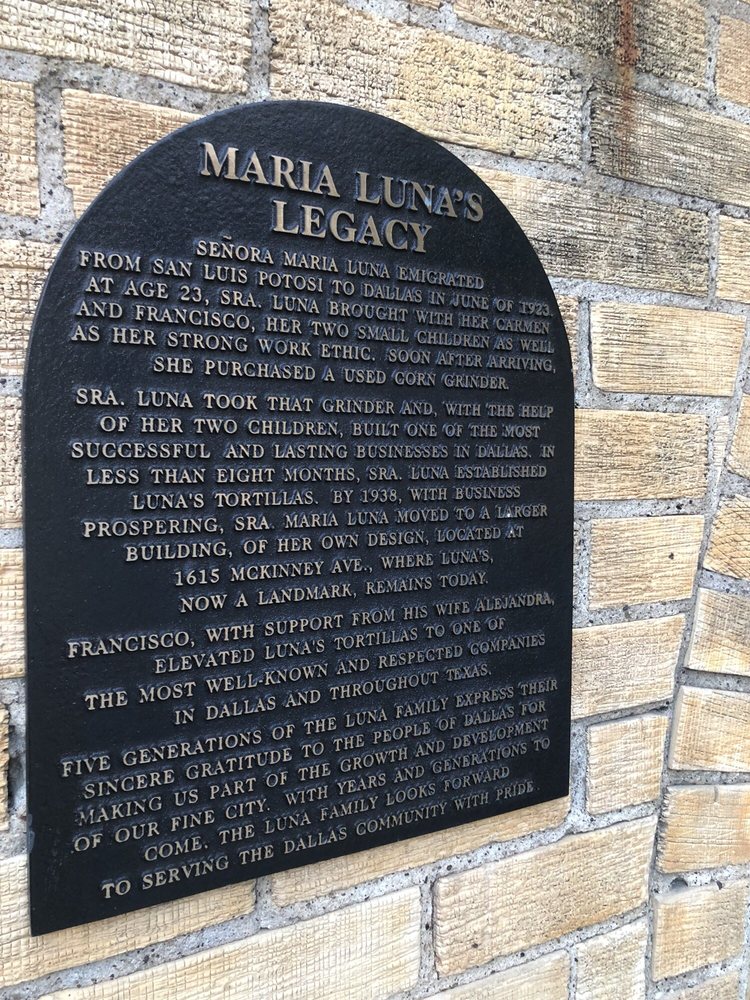 MARIA LUNA'S
LEGACY
SEÑORA MARIA LUNA EMIGRATED
FROM SAN LUIS POTOSI TO DALLAS IN JUNE OF 1923.
AT AGE 23, SRA. LUNA BROUGHT WITH HER CARMEN
AND FRANCISCO, HER TWO SMALL CHILDREN AS WELL
AS HER STRONG WORK ETHIC. SOON AFTER ARRIVING,
SHE PURCHASED A USED CORN GRINDER.
SRA. LUNA TOOK THAT GRINDER AND, WITH THE HELP
OF HER TWO CHILDREN, BUILT ONE OF THE MOST
SUCCESSFUL AND LASTING BUSINESSES IN DALLAS. IN
LESS THAN EIGHT MONTHS, SRA. LUNA ESTABLISHED
LUNA'S TORTILLAS. BY 1938, WITH BUSINESS
PROSPERING, SRA. MARIA LUNA MOVED TO A LARGER
BUILDING, OF HER OWN DESIGN, LOCATED AT
1615 MCKINNEY AVE., WHERE LUNA'S,
NOW A LANDMARK, REMAINS TODAY.
FRANCISCO, WITH SUPPORT FROM HIS WIFE ALEJANDRA,
ELEVATED LUNA'S TORTILLAS TO ONE OF
THE MOST WELL-KNOWN AND RESPECTED COMPANIES
IN DALLAS AND THROUGHOUT TEXAS.
FIVE GENERATIONS OF THE LUNA FAMILY EXPRESS THEIR
SINCERE GRATITUDE TO THE PEOPLE OF DALLAS FOR
MAKING US PART OF THE GROWTH AND DEVELOPMENT
OF OUR FINE CITY. WITH YEARS AND GENERATIONS TO
COME, THE LUNA FAMILY LOOKS FORWARD
TO SERVING THE DALLAS COMMUNITY WITH PRIDE.